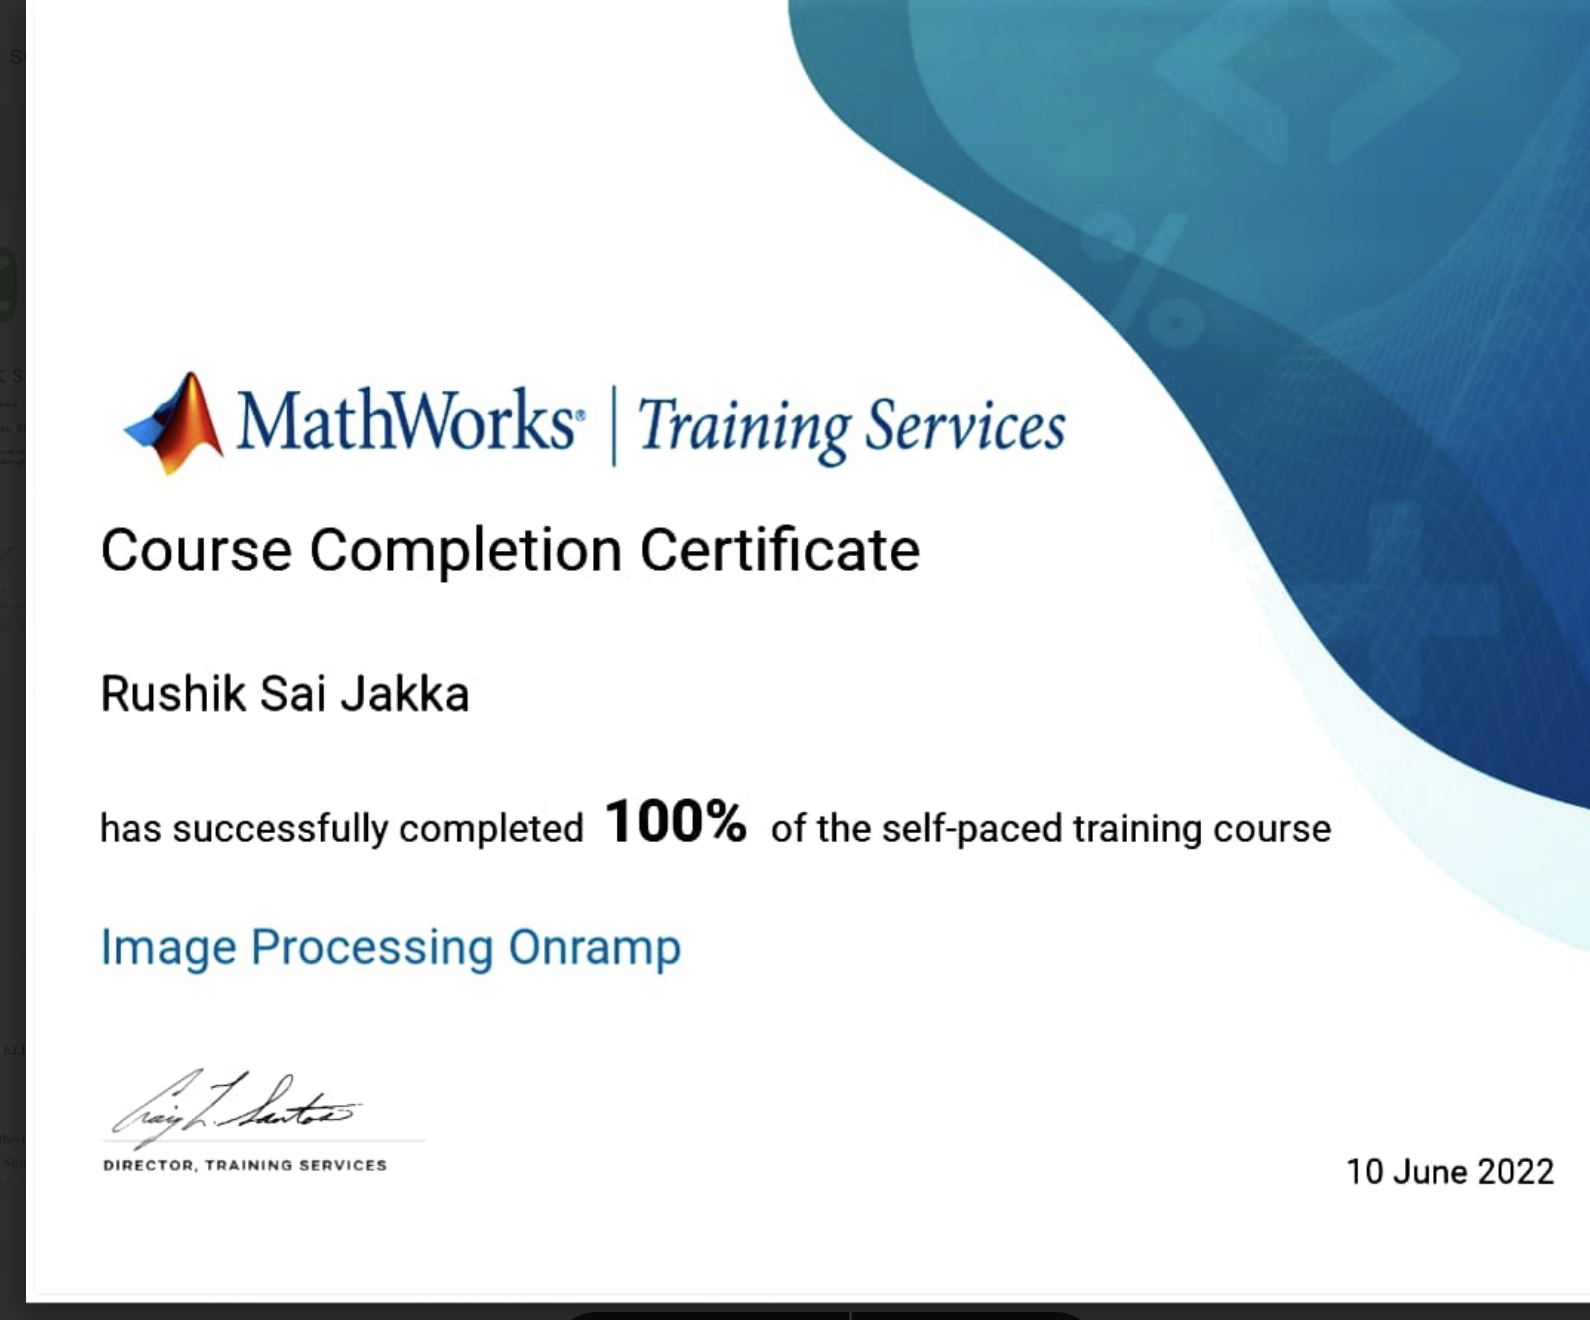 MathWorks® | Training Services
Course Completion Certificate
Rushik Sai Jakka
has successfully completed 100% of the self-paced training course
Image Processing Onramp
Craig L. Santos
DIRECTOR, TRAINING SERVICES
10 June 2022